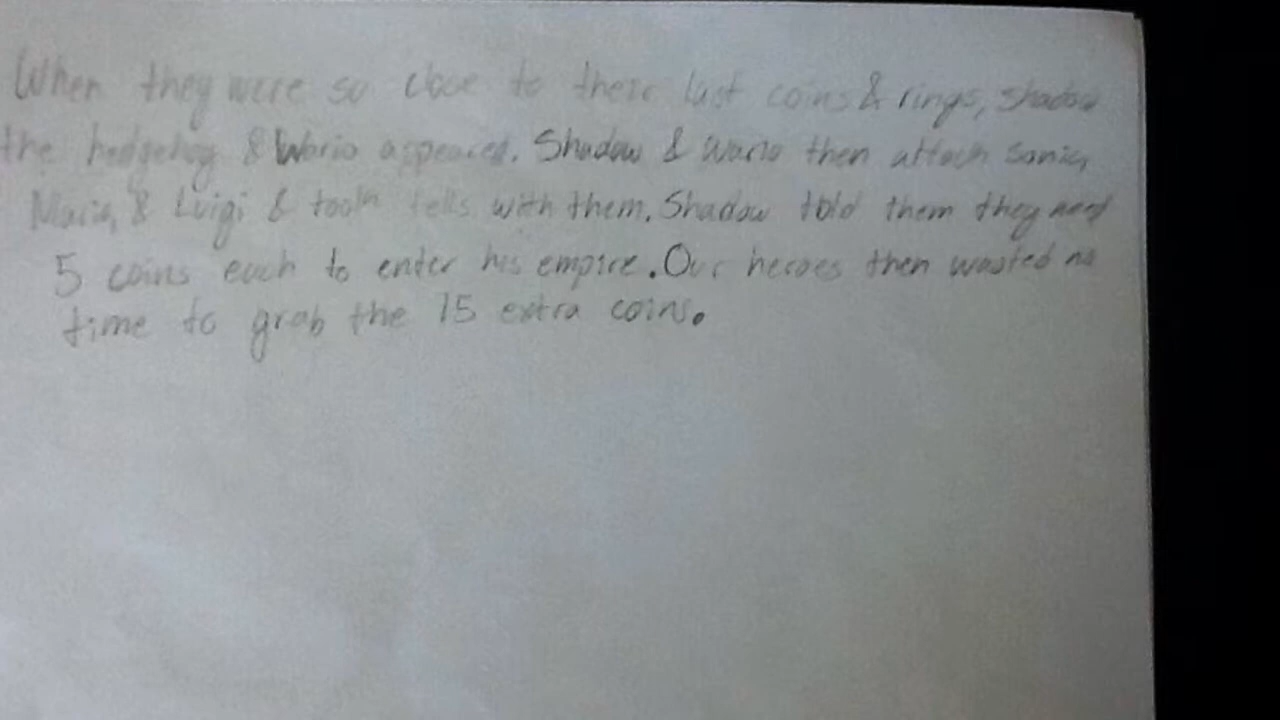 When they were so close to there last coins & rings, shadow
the hedgehog & Wario appeared. Shadow & Wario then attack sonic,
Mario, & Luigi & took tells with them. Shadow told them they need
5 coins each to enter his empire. Our heroes then wasted no
time to grab the 15 extra coins.